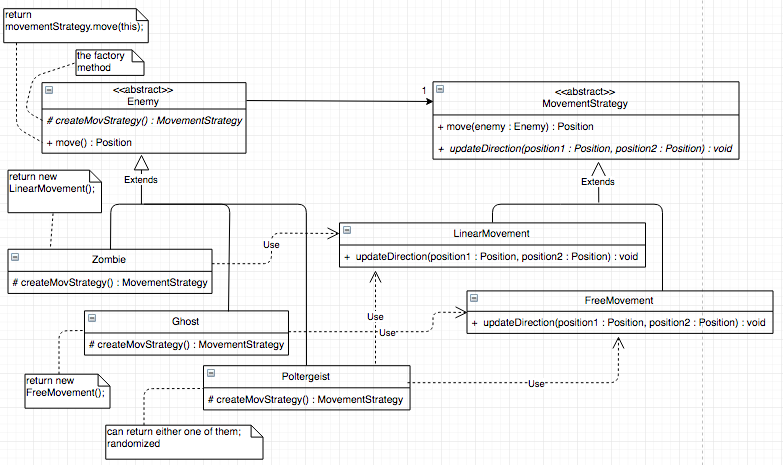 return
movementStrategy.move(this);
the factory
method
<<abstract>>
Enemy
# createMovStrategy() : MovementStrategy
+ move() : Position
1
<<abstract>>
MovementStrategy
+ move(enemy : Enemy) : Position
+ updateDirection(position1 : Position, position2 : Position) : void
Extends
Extends
return new
LinearMovement();
Zombie
# createMovStrategy() : MovementStrategy
Use
LinearMovement
+ updateDirection(position1 : Position, position2 : Position) : void
FreeMovement
+ updateDirection(position1 : Position, position2 : Position) : void
Ghost
# createMovStrategy() : MovementStrategy
Use
Use
return new
FreeMovement();
Poltergeist
# createMovStrategy() : MovementStrategy
Use
can return either one of them;
randomized